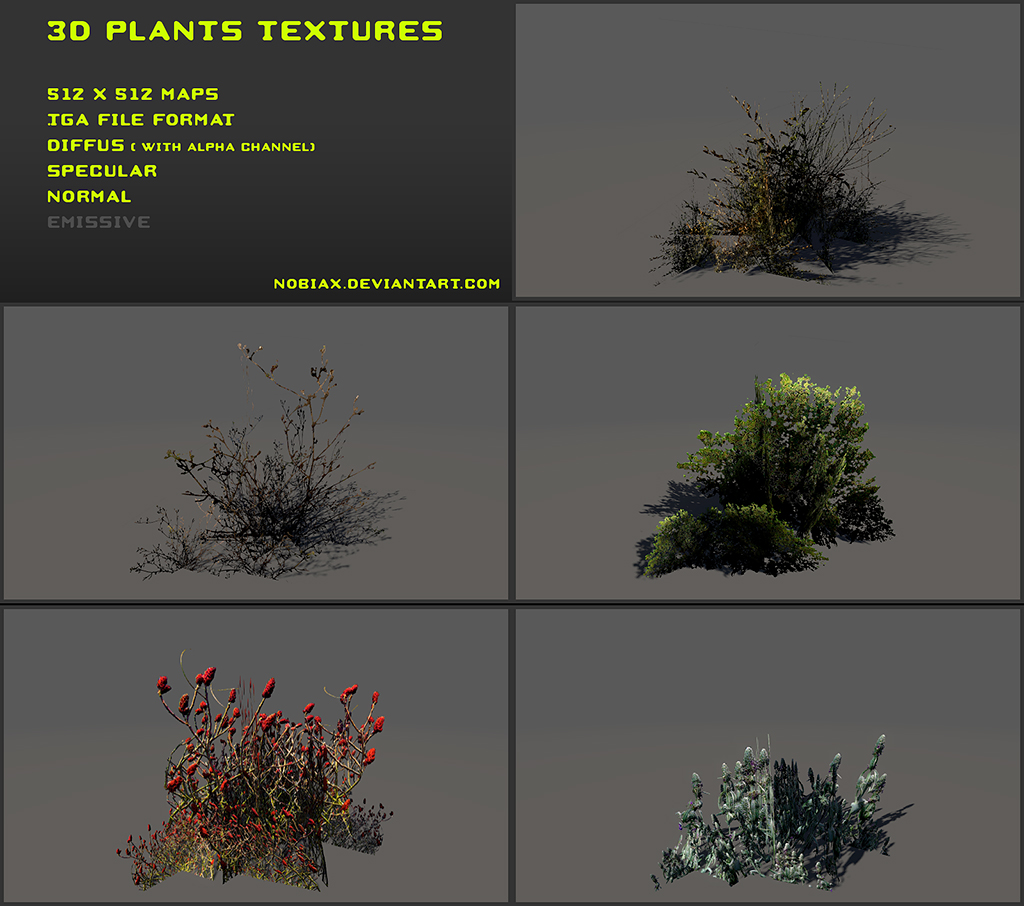 3D PLANTS TEXTURES
512 X 512 MAPS
TGA FILE FORMAT
DIFFUS ( WITH ALPHA CHANNEL)
SPECULAR
NORMAL
EMISSIVE
NOBIAX.DEVIANTART.COM